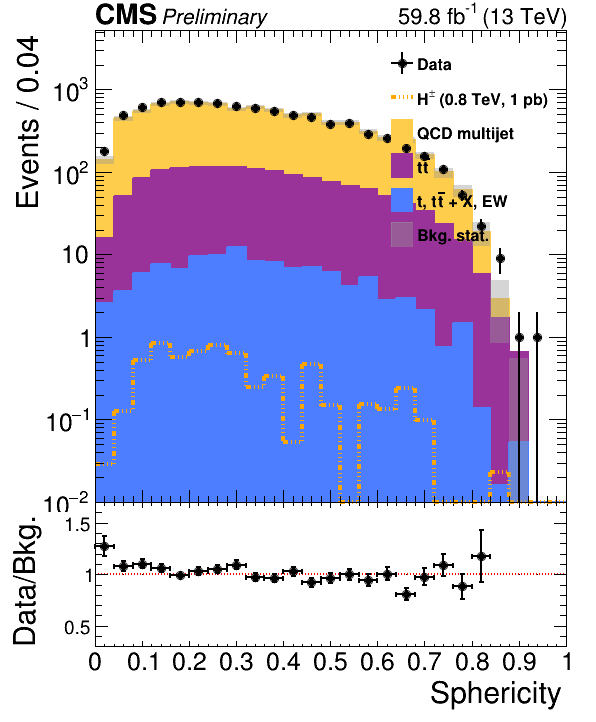 CMS Preliminary 59.8 fb⁻¹ (13 TeV)
Events / 0.04
10³
10²
10
1
10⁻¹
10⁻²
Data
H± (0.8 TeV, 1 pb)
QCD multijet
tt̄
t, tt̄ + X, EW
Bkg. stat.
Data/Bkg.
1.5
1
0.5
0 0.1 0.2 0.3 0.4 0.5 0.6 0.7 0.8 0.9 1
Sphericity